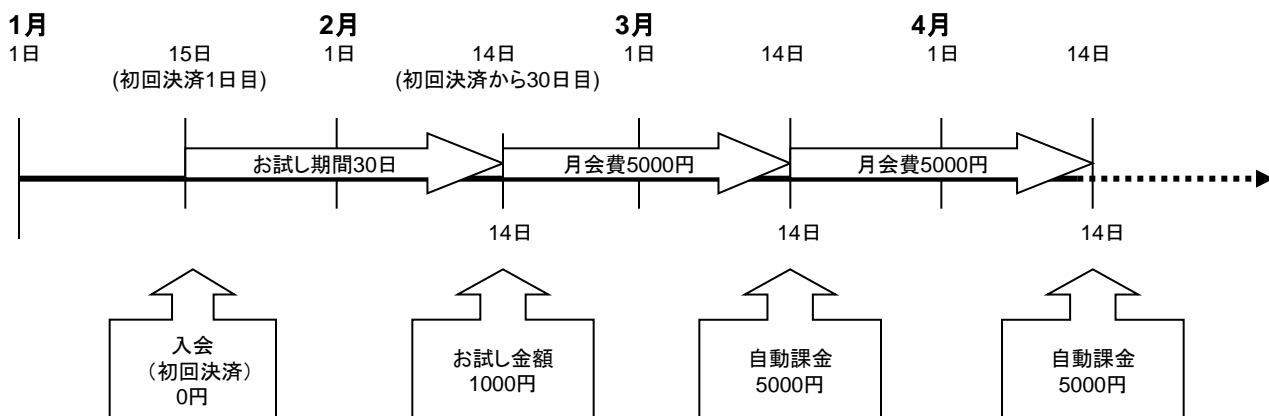 1月
2月
3月
4月
1日
15日
1日
14日
1日
14日
1日
14日
(初回決済1日目)
(初回決済から30日目)
お試し期間30日
月会費5000円
月会費5000円
14日
14日
14日
入会
（初回決済）
0円
お試し金額
1000円
自動課金
5000円
自動課金
5000円